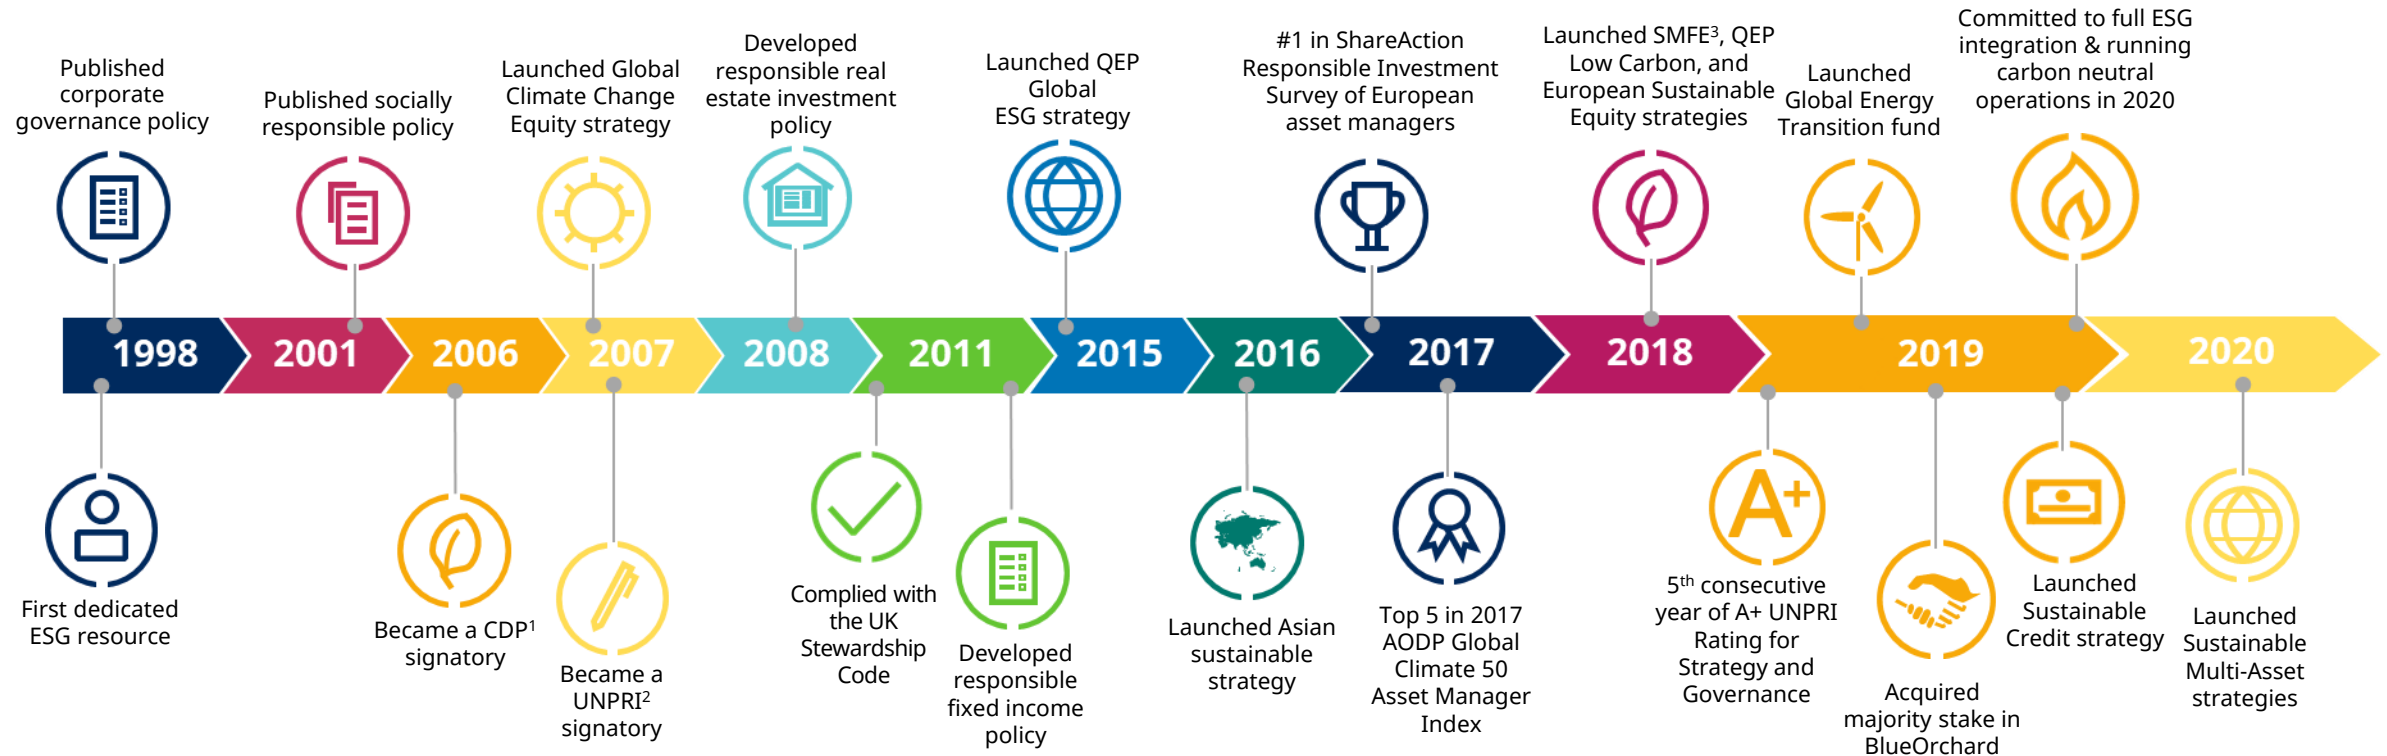 Published
corporate
governance policy
Published socially
responsible policy
Launched Global
Climate Change
Equity strategy
Developed
responsible real
estate investment
policy
Launched QEP
Global
ESG strategy
#1 in ShareAction
Responsible Investment
Survey of European
asset managers
Launched SMFE³, QEP
Low Carbon, and
European Sustainable
Equity strategies
Launched
Global Energy
Transition fund
Committed to full ESG
integration & running
carbon neutral
operations in 2020
1998
2001
2006
2007
2008
2011
2015
2016
2017
2018
2019
2020
First dedicated
ESG resource
Became a CDP¹
signatory
Became a
UNPRI²
signatory
Complied with
the UK
Stewardship
Code
Developed
responsible
fixed income
policy
Launched Asian
sustainable
strategy
Top 5 in 2017
AODP Global
Climate 50
Asset Manager
Index
A+
5th consecutive
year of A+ UNPRI
Rating for
Strategy and
Governance
Acquired
majority stake in
BlueOrchard
Launched
Sustainable
Credit strategy
Launched
Sustainable
Multi-Asset
strategies